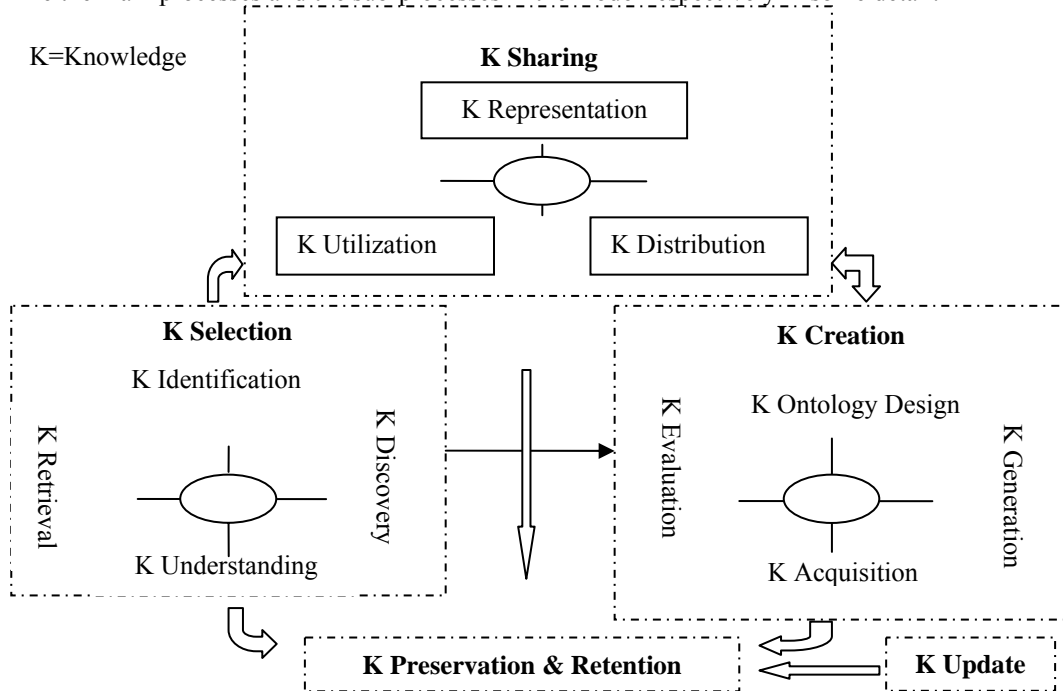 K=Knowledge
K Sharing
K Representation
K Utilization
K Distribution
K Selection
K Identification
K Retrieval
K Discovery
K Understanding
K Creation
K Ontology Design
K Evaluation
K Generation
K Acquisition
K Preservation & Retention
K Update